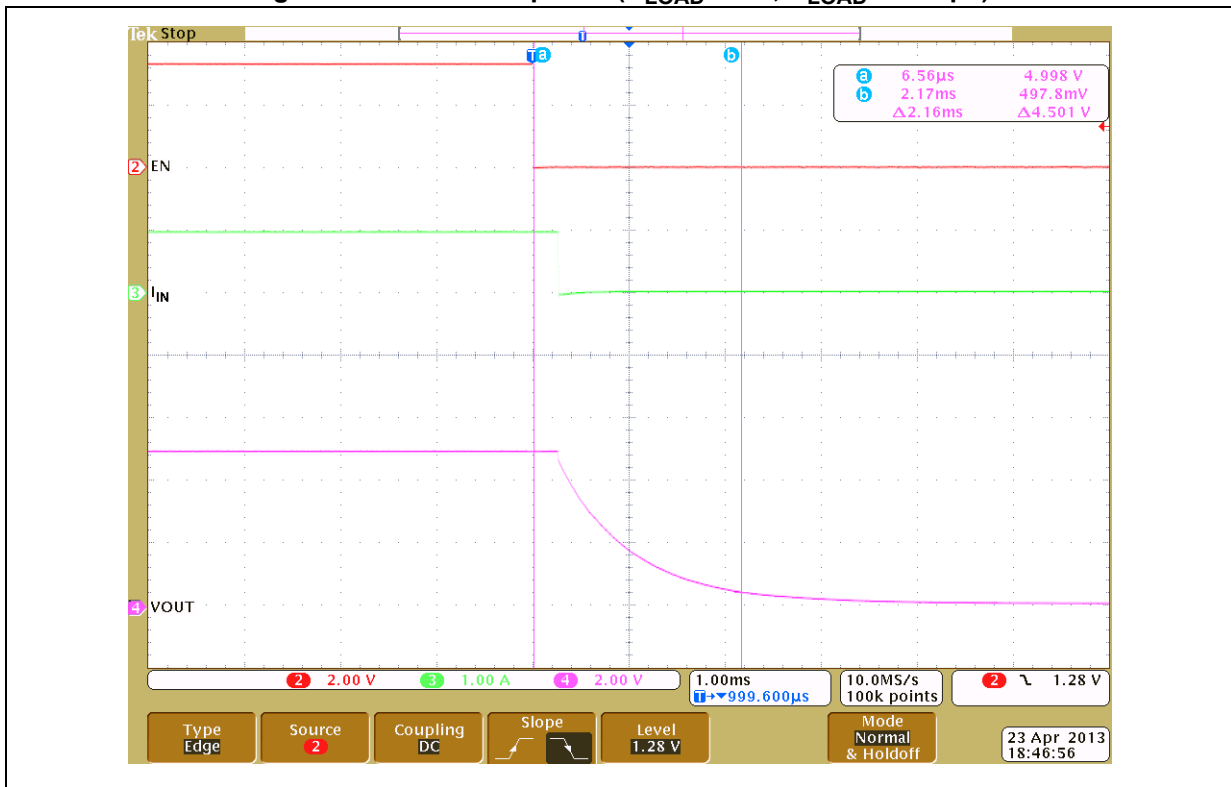 Tek Stop
T a b
a 6.56µs 4.998 V
b 2.17ms 497.8mV
Δ2.16ms Δ4.501 V
2 EN
3 IIN
4 VOUT
2 2.00 V 3 1.00 A 4 2.00 V
1.00ms
T→▼999.600µs
10.0MS/s
100k points
2 1.28 V
Type
Edge
Source
2
Coupling
DC
Slope
Level
1.28 V
Mode
Normal
& Holdoff
23 Apr 2013
18:46:56